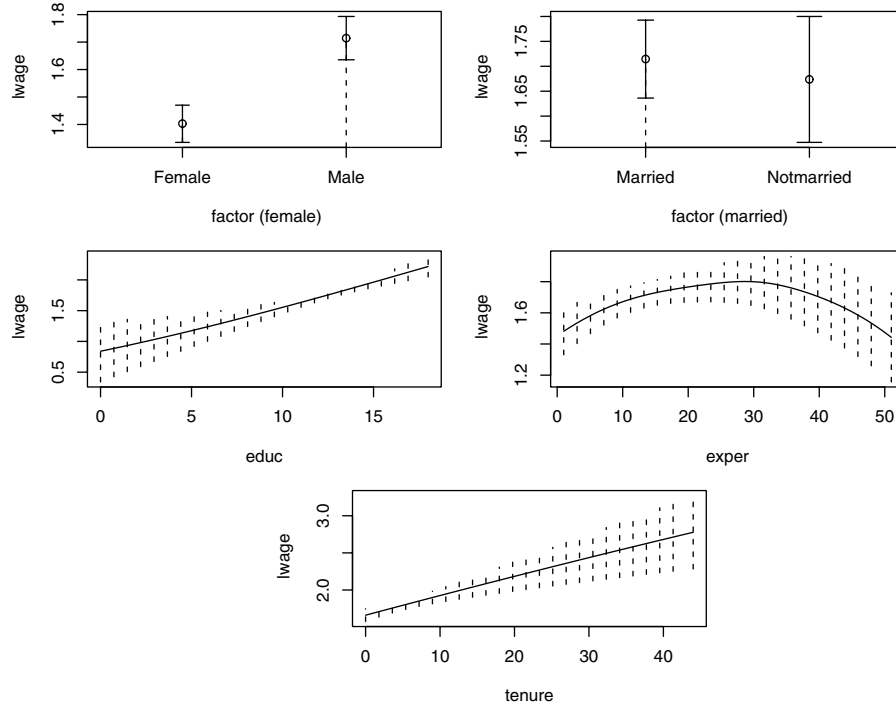 lwage
1.4 1.6 1.8
Female Male
factor (female)
lwage
1.55 1.65 1.75
Married Notmarried
factor (married)
lwage
0.5 1.5
0 5 10 15
educ
lwage
1.2 1.6
0 10 20 30 40 50
exper
lwage
2.0 3.0
0 10 20 30 40
tenure